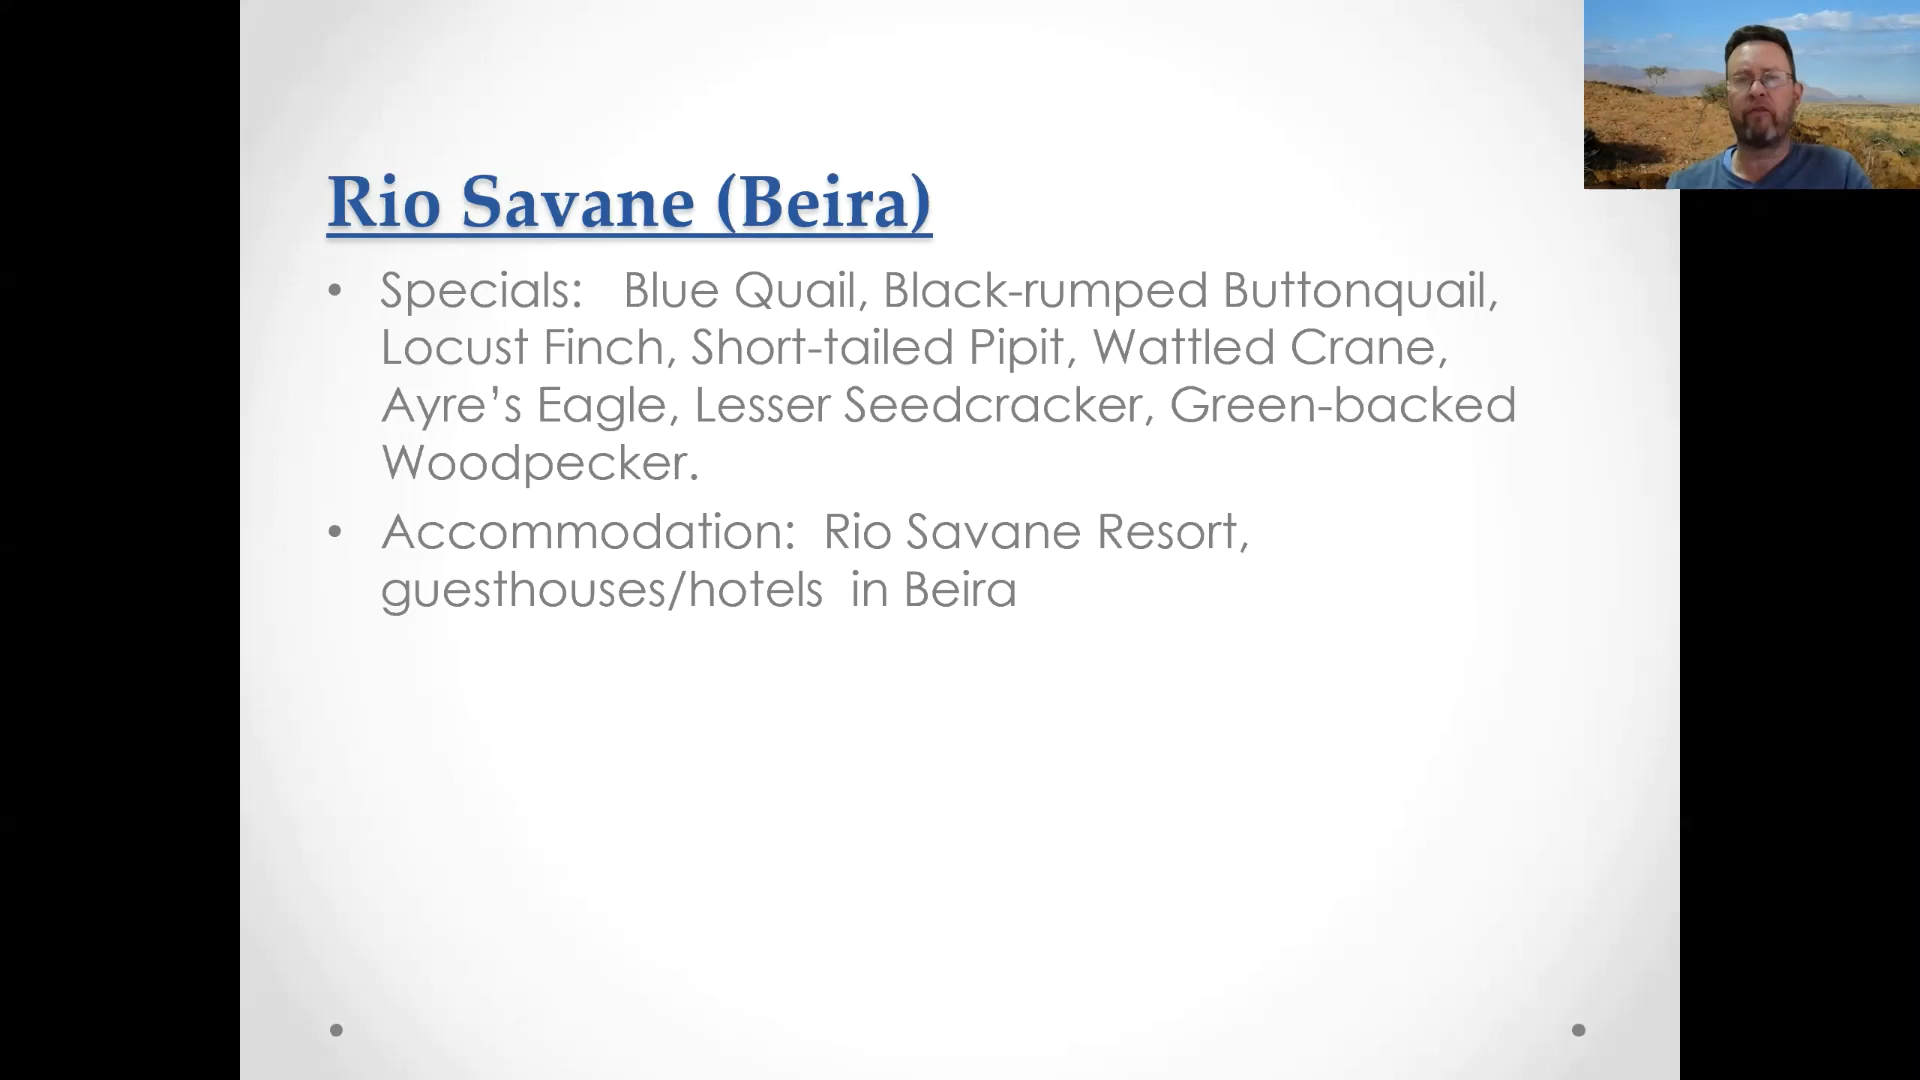 Rio Savane (Beira)
• Specials: Blue Quail, Black-rumped Buttonquail,
Locust Finch, Short-tailed Pipit, Wattled Crane,
Ayre’s Eagle, Lesser Seedcracker, Green-backed
Woodpecker.
• Accommodation: Rio Savane Resort,
guesthouses/hotels in Beira